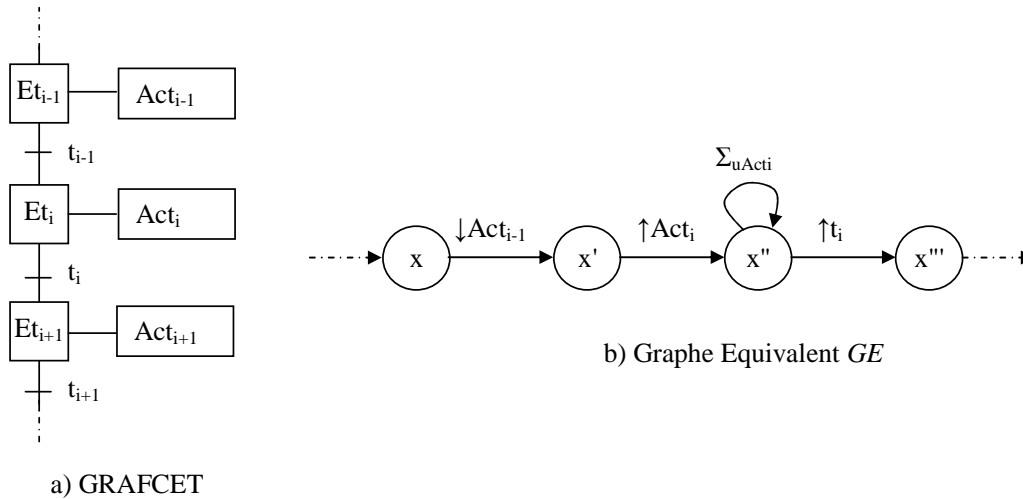 Et_{i-1}
Act_{i-1}
t_{i-1}
Et_i
Act_i
t_i
Et_{i+1}
Act_{i+1}
t_{i+1}
a) GRAFCET
Σ_{uActi}
↓Act_{i-1}
↑Act_i
↑t_i
x
x'
x"
x"'
b) Graphe Equivalent GE